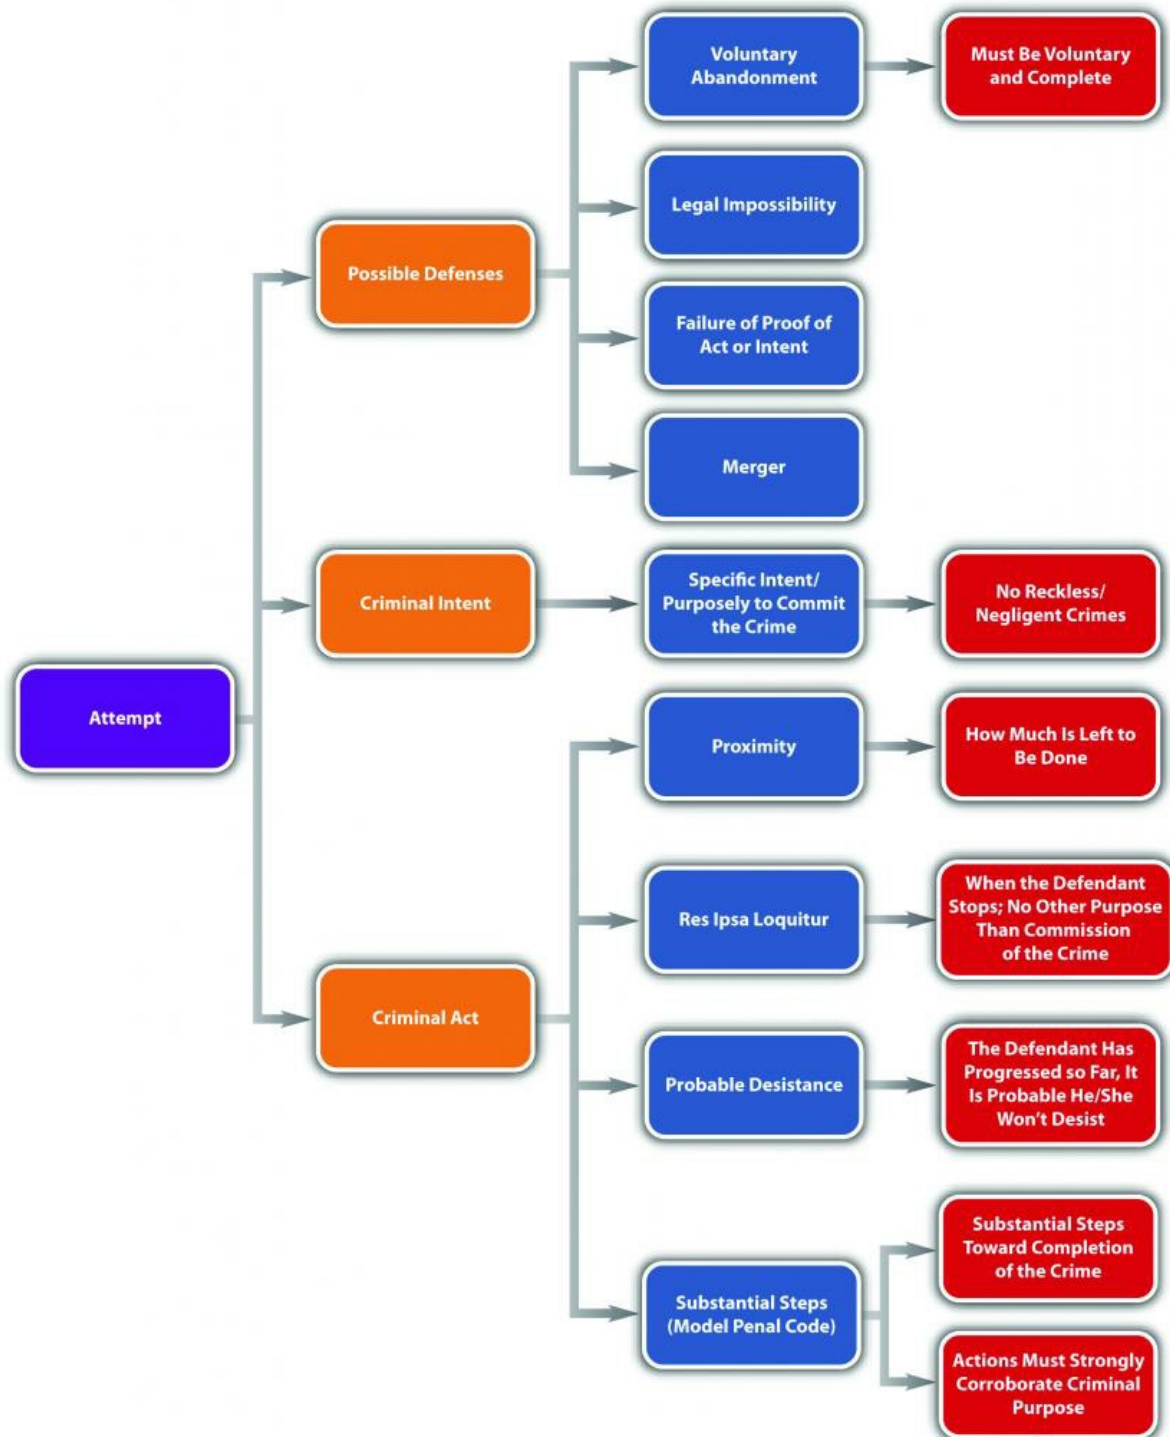 Voluntary
Abandonment
Must Be Voluntary
and Complete
Legal Impossibility
Possible Defenses
Failure of Proof of
Act or Intent
Merger
Criminal Intent
Specific Intent/
Purposely to Commit
the Crime
No Reckless/
Negligent Crimes
Attempt
Proximity
How Much Is Left to
Be Done
Res Ipsa Loquitur
When the Defendant
Stops; No Other Purpose
Than Commission
of the Crime
Criminal Act
Probable Desistance
The Defendant Has
Progressed so Far, It
Is Probable He/She
Won't Desist
Substantial Steps
(Model Penal Code)
Substantial Steps
Toward Completion
of the Crime
Actions Must Strongly
Corroborate Criminal
Purpose